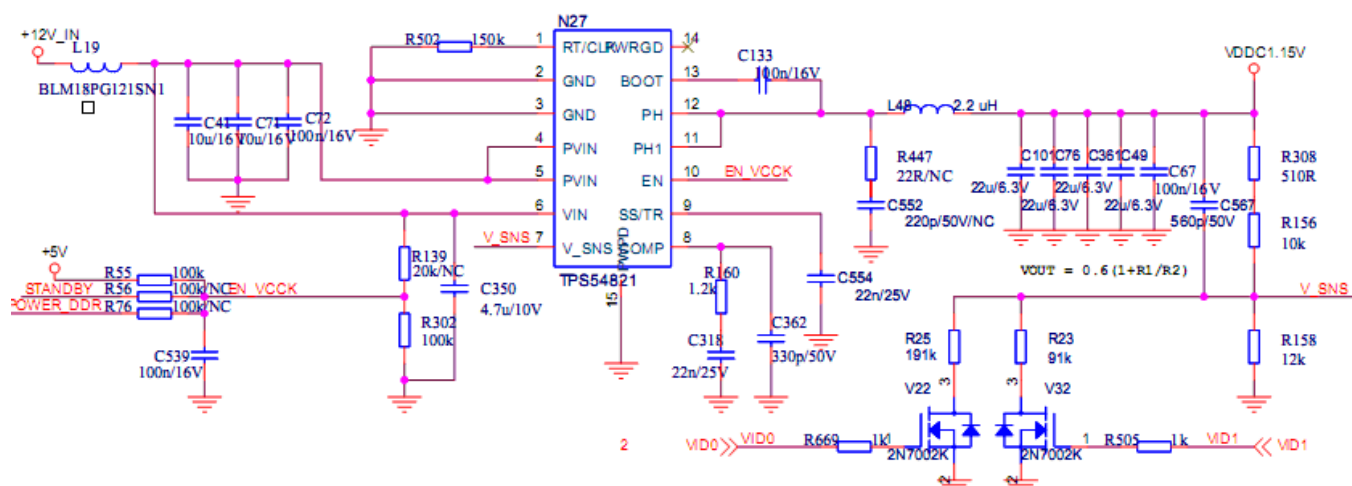 +12V_IN
L19
BLM18PG121SN1
C41
10u/16V
C71
10u/16V
C72
100n/16V
R502
150k
N27
1
RT/CLK
PWRGD
14
2
GND
BOOT
13
3
GND
PH
12
4
PVIN
PH1
11
5
PVIN
EN
10
EN_VCCK
6
VIN
SS/TR
9
V_SNS
7
V_SNS
COMP
8
PWPD
TPS54821
15
C133
100n/16V
L48
2.2 uH
VDDC1.15V
R447
22R/NC
C552
220p/50V/NC
C101
22u/6.3V
C76
22u/6.3V
C361
22u/6.3V
C49
22u/6.3V
C67
100n/16V
C567
560p/50V
R308
510R
R156
10k
VOUT = 0.6(1+R1/R2)
V_SNS
R158
12k
+5V
R55
100k
STANDBY
R56
100k/NC
EN_VCCK
POWER_DDR
R76
100k/NC
C539
100n/16V
R139
20k/NC
R302
100k
C350
4.7u/10V
R160
1.2k
C318
22n/25V
C362
330p/50V
C554
22n/25V
R25
191k
R23
91k
3
V22
3
V32
2
VID0
VID0
R669
1k
1
2N7002K
2
2N7002K
2
1
R505
1k
VID1
VID1